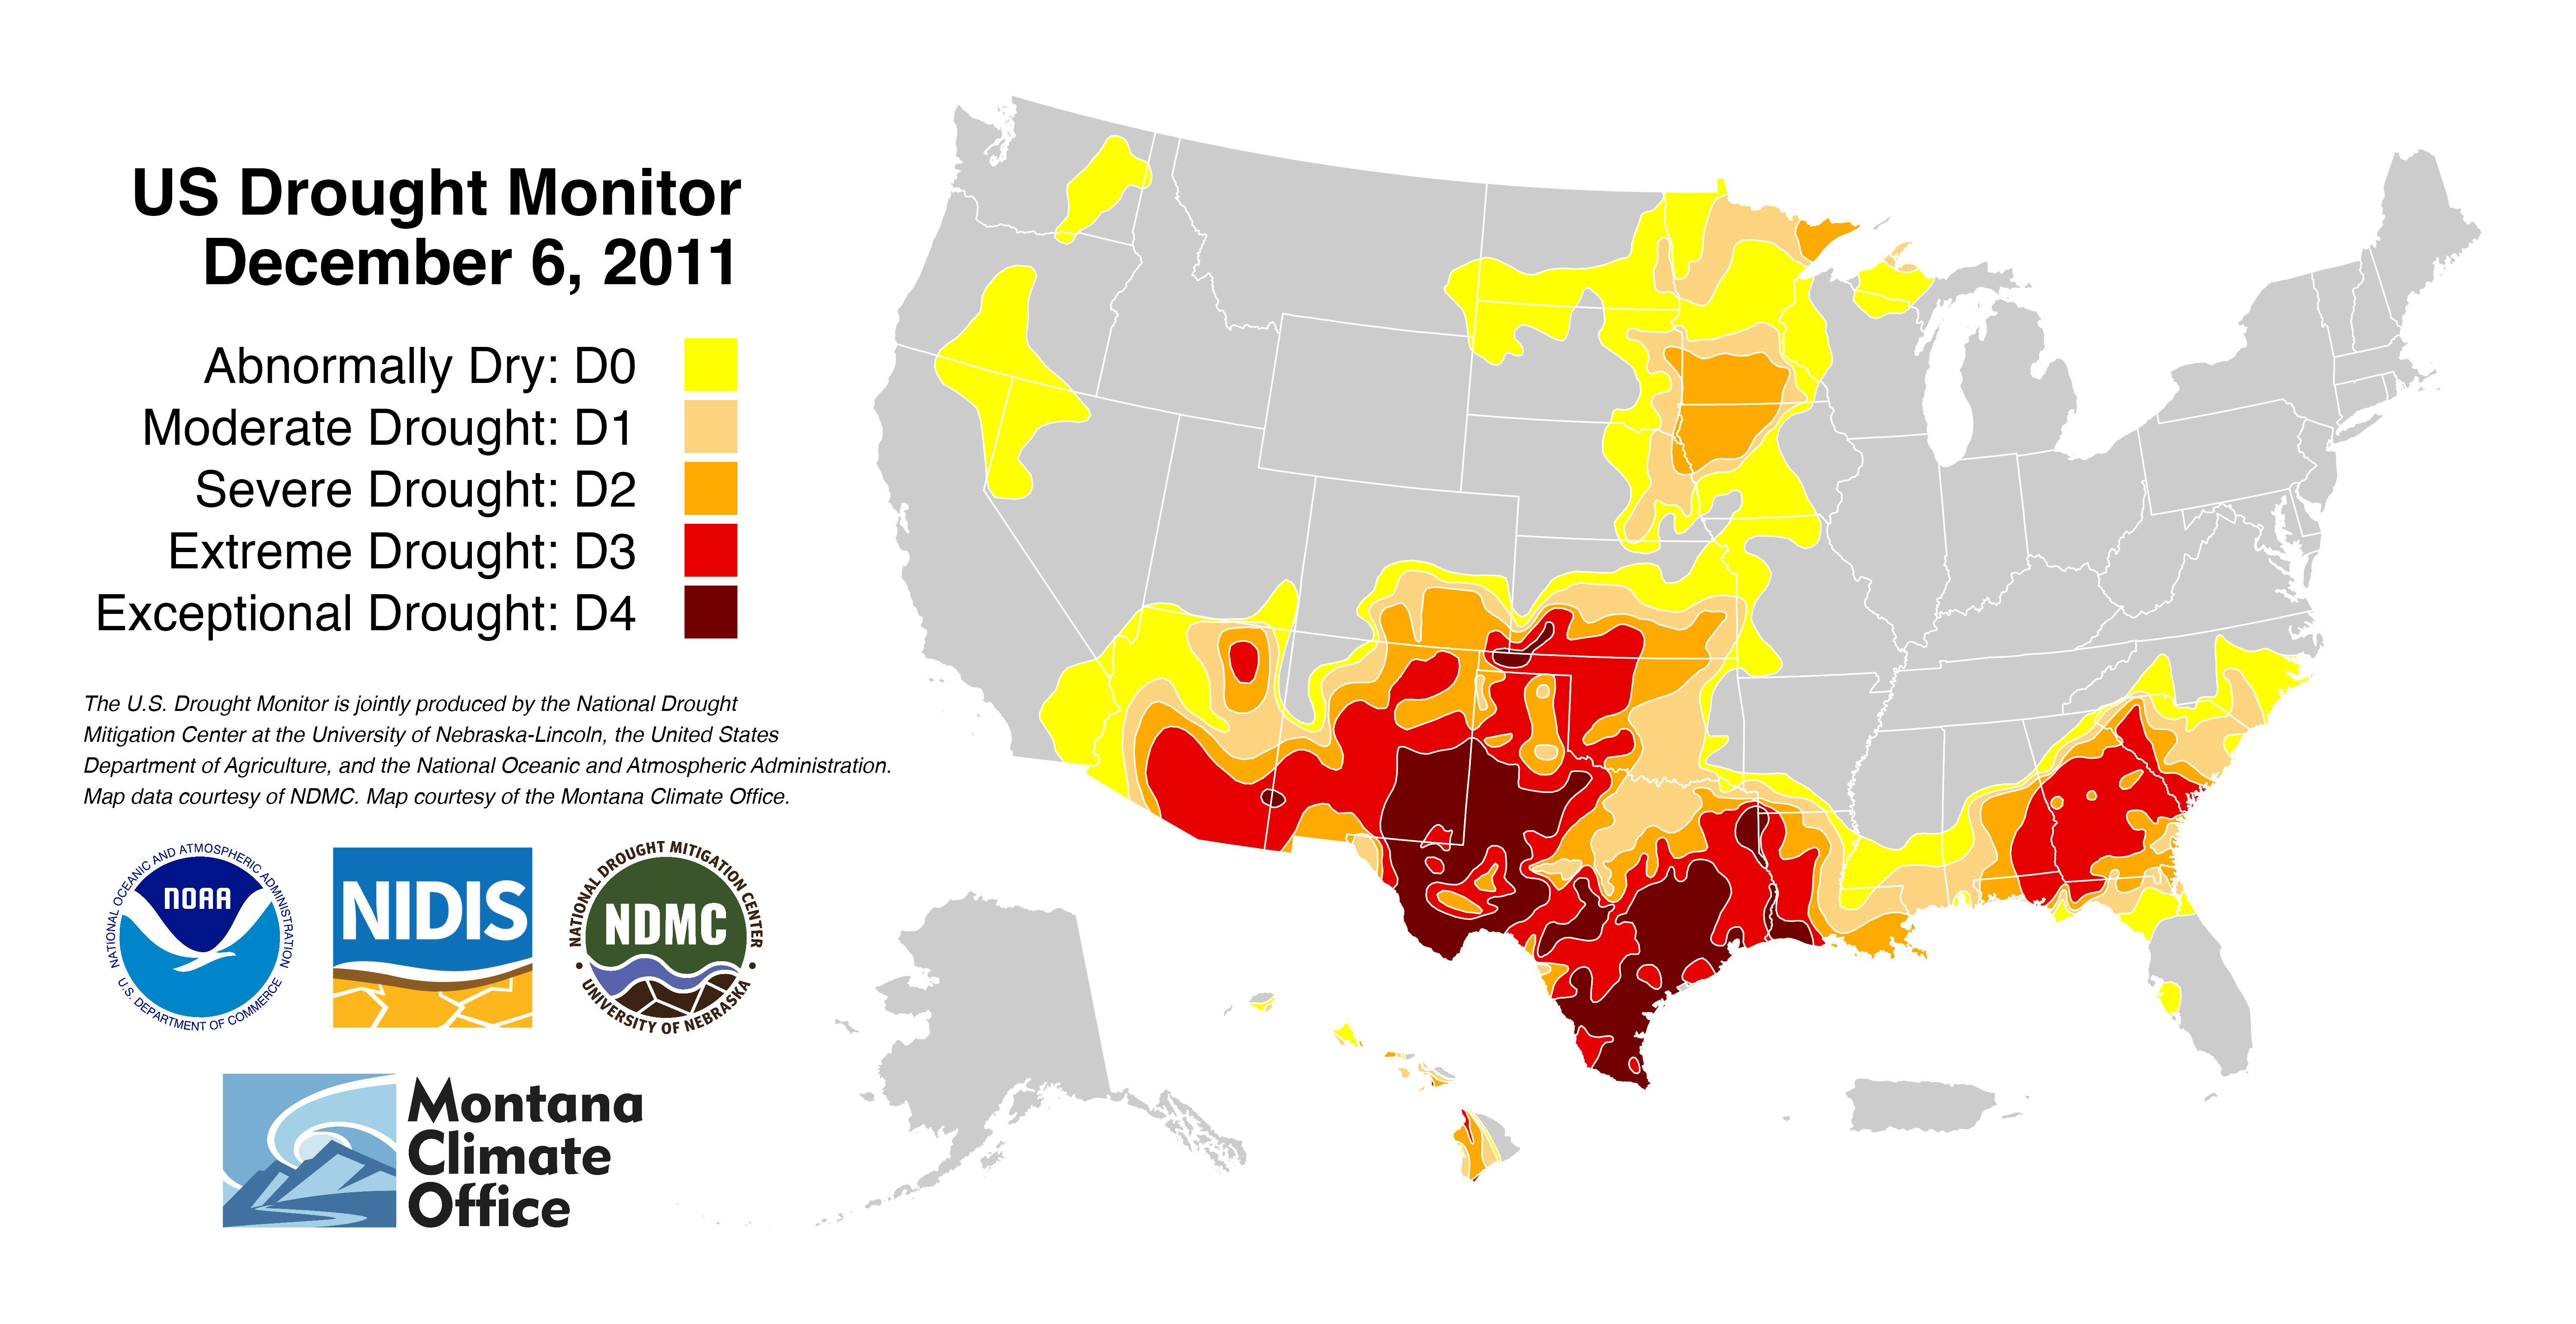 US Drought Monitor
December 6, 2011
Abnormally Dry: D0
Moderate Drought: D1
Severe Drought: D2
Extreme Drought: D3
Exceptional Drought: D4
The U.S. Drought Monitor is jointly produced by the National Drought
Mitigation Center at the University of Nebraska-Lincoln, the United States
Department of Agriculture, and the National Oceanic and Atmospheric Administration.
Map data courtesy of NDMC. Map courtesy of the Montana Climate Office.
NATIONAL OCEANIC AND ATMOSPHERIC ADMINISTRATION
NOAA
U.S. DEPARTMENT OF COMMERCE
NIDIS
NATIONAL DROUGHT MITIGATION CENTER
NDMC
UNIVERSITY OF NEBRASKA
Montana
Climate
Office